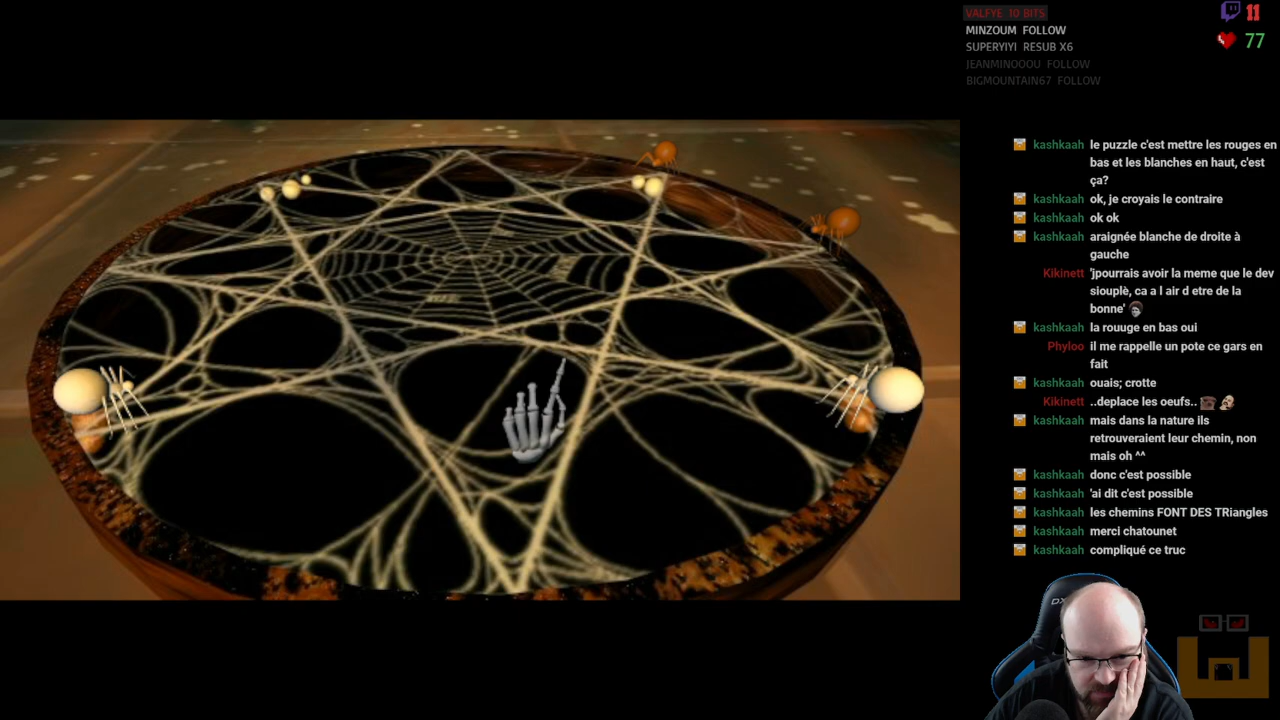 VALFYE 10 BITS
MINZOUM FOLLOW
SUPERYIYI RESUB X6
JEANMINOOOU FOLLOW
BIGMOUNTAIN67 FOLLOW
11
77
kashkaah le puzzle c'est mettre les rouges en
bas et les blanches en haut, c'est
ça?
kashkaah ok, je croyais le contraire
kashkaah ok ok
kashkaah araignée blanche de droite à
gauche
Kikinett 'jpourrais avoir la meme que le dev
siouplè, ca a l air d etre de la
bonne'
kashkaah la rouuge en bas oui
Phyloo il me rappelle un pote ce gars en
fait
kashkaah ouais; crotte
Kikinett ..deplace les oeufs..
kashkaah mais dans la nature ils
retrouveraient leur chemin, non
mais oh ^^
kashkaah donc c'est possible
kashkaah 'ai dit c'est possible
kashkaah les chemins FONT DES TRiangles
kashkaah merci chatounet
kashkaah compliqué ce truc